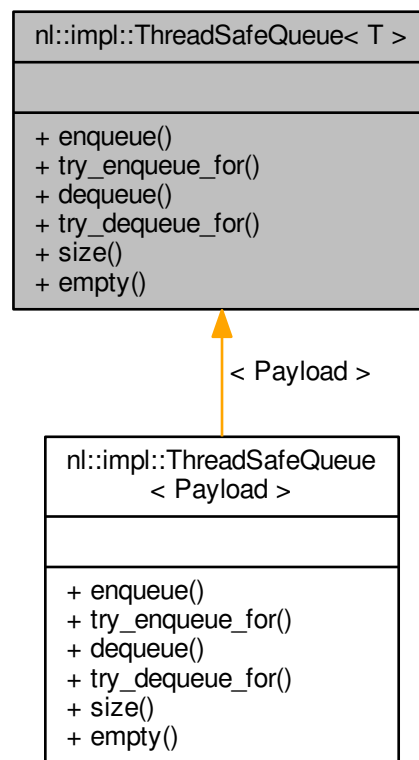 nl::impl::ThreadSafeQueue< T >
+ enqueue()
+ try_enqueue_for()
+ dequeue()
+ try_dequeue_for()
+ size()
+ empty()
< Payload >
nl::impl::ThreadSafeQueue
< Payload >
+ enqueue()
+ try_enqueue_for()
+ dequeue()
+ try_dequeue_for()
+ size()
+ empty()